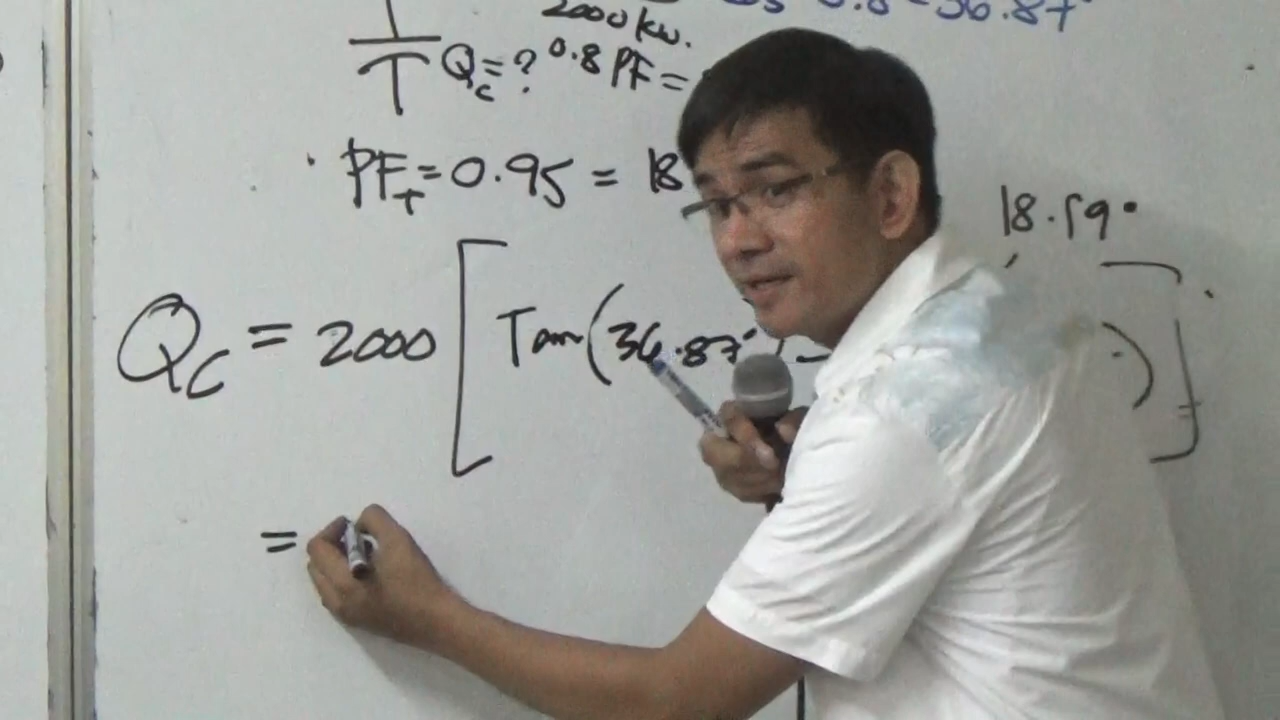 2000 kw. cos 0.8 = 36.87°
Qc = ? 0.8 PF =
PFT = 0.95 = 18
18.19°
Qc = 2000 [ Tan (36.87°) - ) ]
=